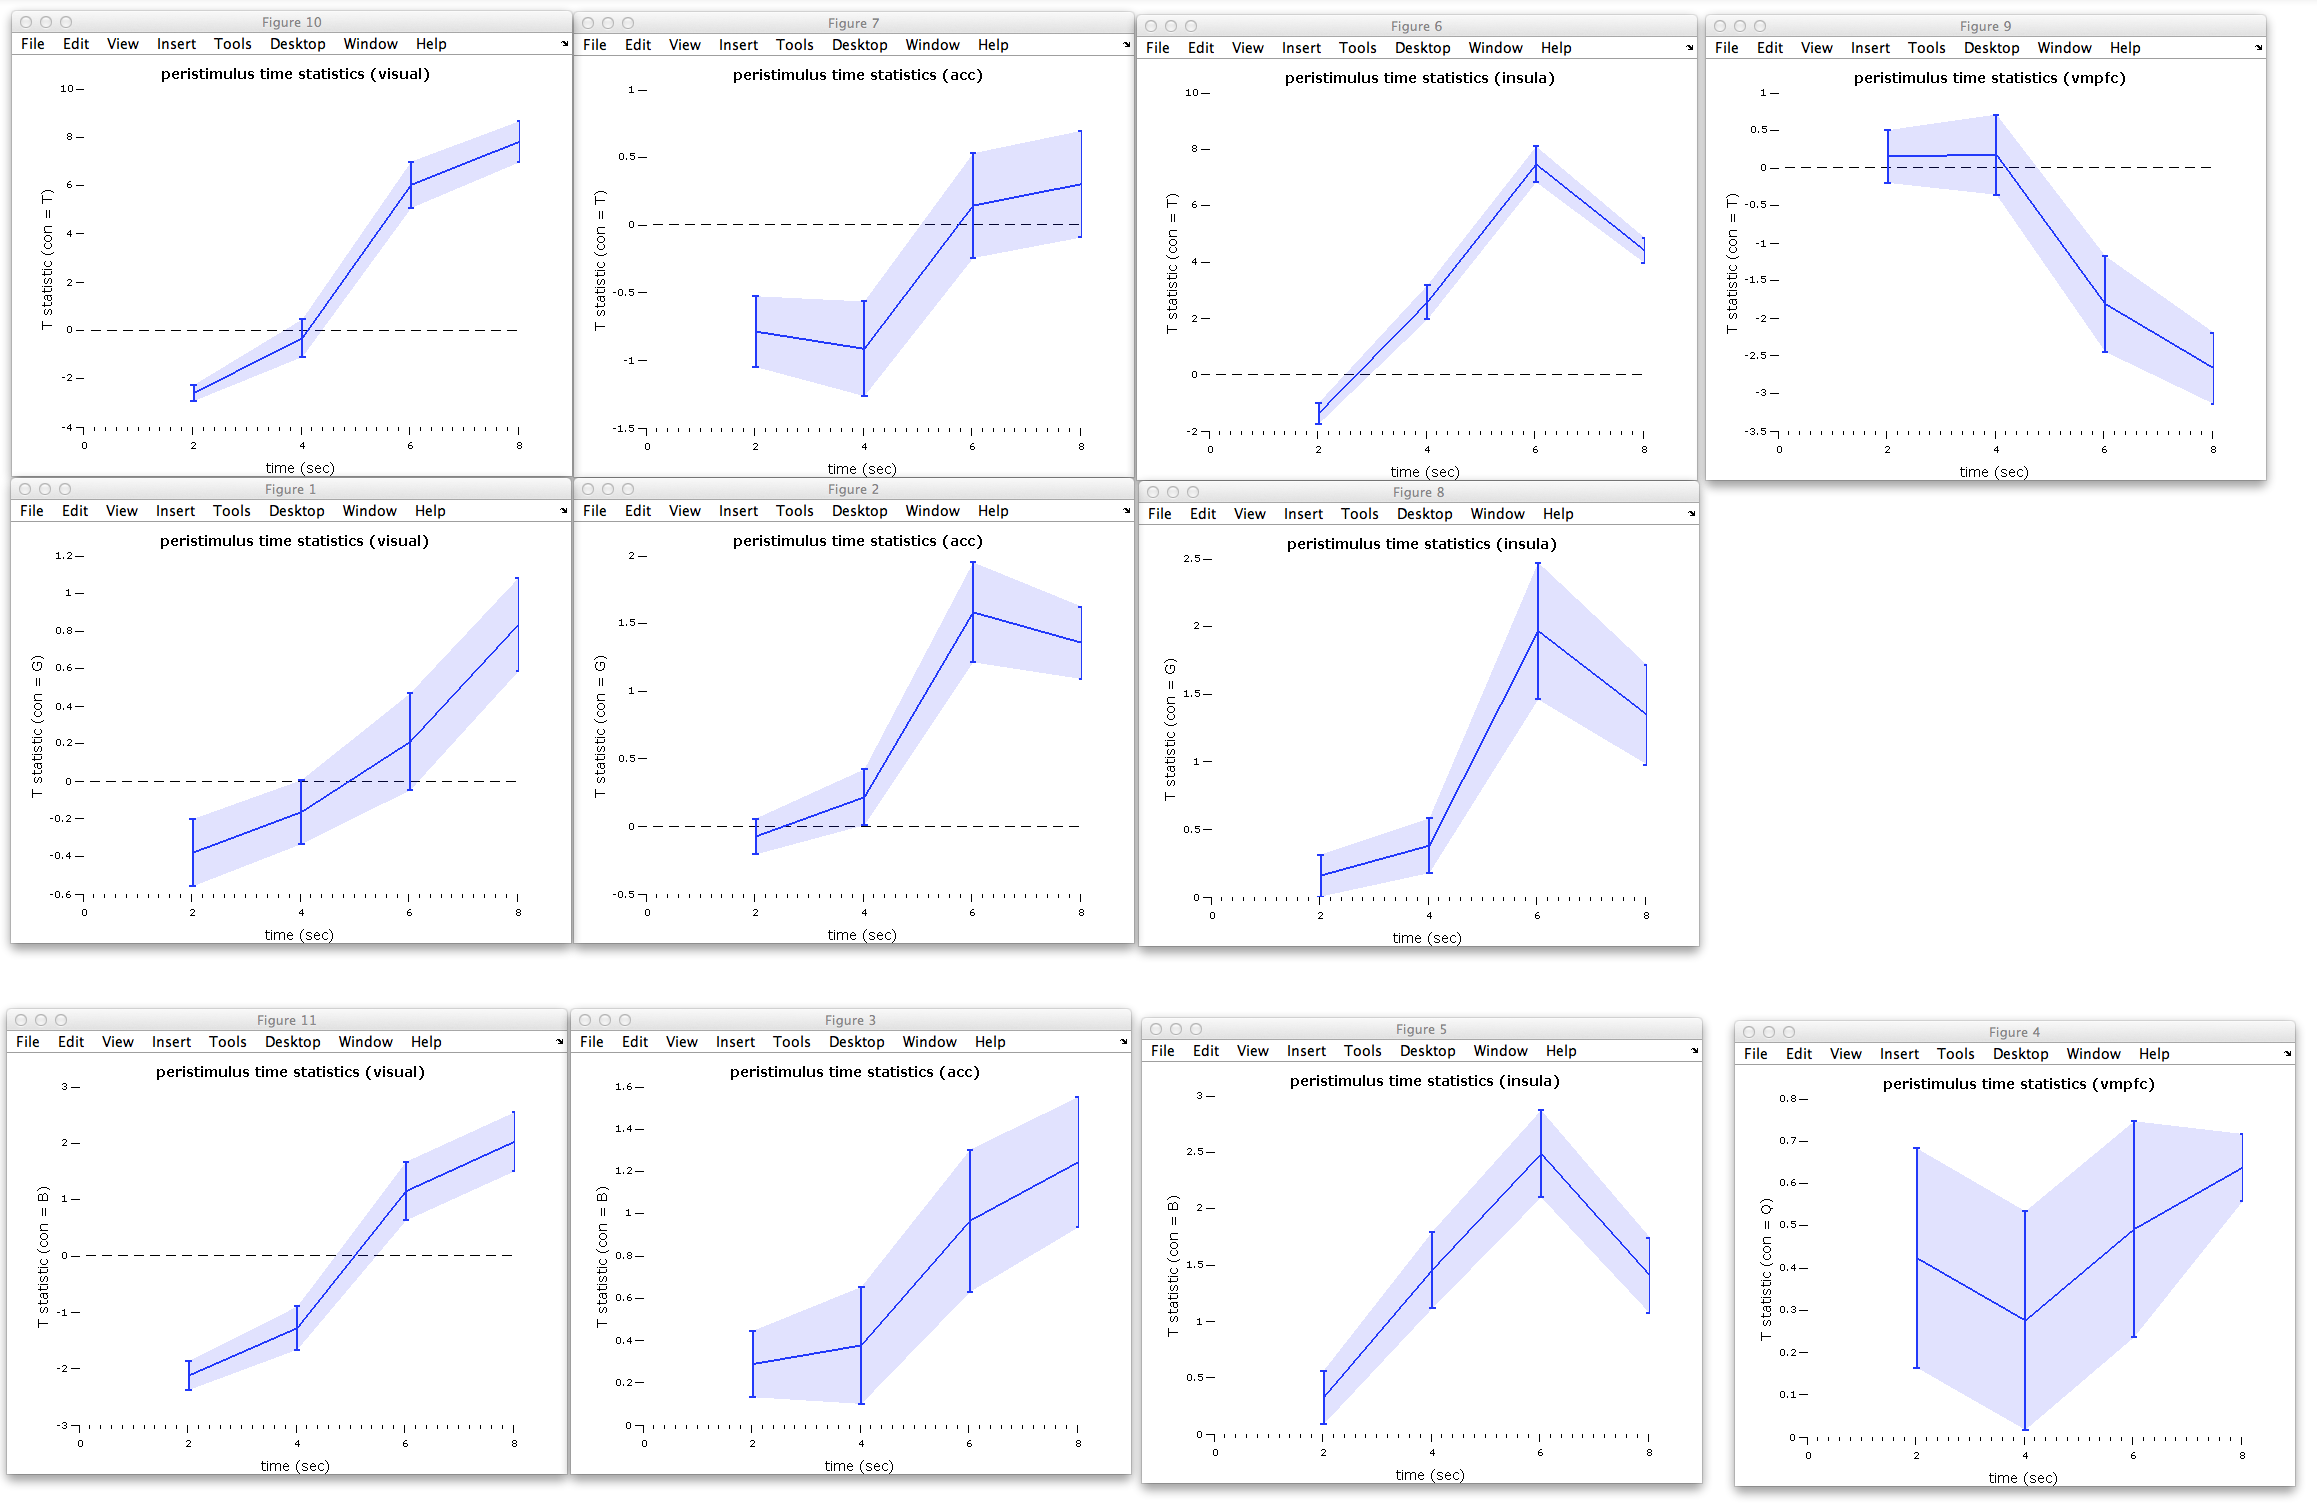 Figure 10
File Edit View Insert Tools Desktop Window Help
peristimulus time statistics (visual)
T statistic (con = T)
10
8
6
4
2
0
-2
-4
0 2 4 6 8
time (sec)
Figure 7
File Edit View Insert Tools Desktop Window Help
peristimulus time statistics (acc)
T statistic (con = T)
1
0.5
0
-0.5
-1
-1.5
0 2 4 6 8
time (sec)
Figure 6
File Edit View Insert Tools Desktop Window Help
peristimulus time statistics (insula)
T statistic (con = T)
10
8
6
4
2
0
-2
0 2 4 6 8
time (sec)
Figure 9
File Edit View Insert Tools Desktop Window Help
peristimulus time statistics (vmpfc)
T statistic (con = T)
1
0.5
0
-0.5
-1
-1.5
-2
-2.5
-3
-3.5
0 2 4 6 8
time (sec)
Figure 1
File Edit View Insert Tools Desktop Window Help
peristimulus time statistics (visual)
T statistic (con = G)
1.2
1
0.8
0.6
0.4
0.2
0
-0.2
-0.4
-0.6
0 2 4 6 8
time (sec)
Figure 2
File Edit View Insert Tools Desktop Window Help
peristimulus time statistics (acc)
T statistic (con = G)
2
1.5
1
0.5
0
-0.5
0 2 4 6 8
time (sec)
Figure 8
File Edit View Insert Tools Desktop Window Help
peristimulus time statistics (insula)
T statistic (con = G)
2.5
2
1.5
1
0.5
0
0 2 4 6 8
time (sec)
Figure 11
File Edit View Insert Tools Desktop Window Help
peristimulus time statistics (visual)
T statistic (con = B)
3
2
1
0
-1
-2
-3
0 2 4 6 8
time (sec)
Figure 3
File Edit View Insert Tools Desktop Window Help
peristimulus time statistics (acc)
T statistic (con = B)
1.6
1.4
1.2
1
0.8
0.6
0.4
0.2
0
0 2 4 6 8
time (sec)
Figure 5
File Edit View Insert Tools Desktop Window Help
peristimulus time statistics (insula)
T statistic (con = B)
3
2.5
2
1.5
1
0.5
0
0 2 4 6 8
time (sec)
Figure 4
File Edit View Insert Tools Desktop Window Help
peristimulus time statistics (vmpfc)
T statistic (con = Q)
0.8
0.7
0.6
0.5
0.4
0.3
0.2
0.1
0
0 2 4 6 8
time (sec)